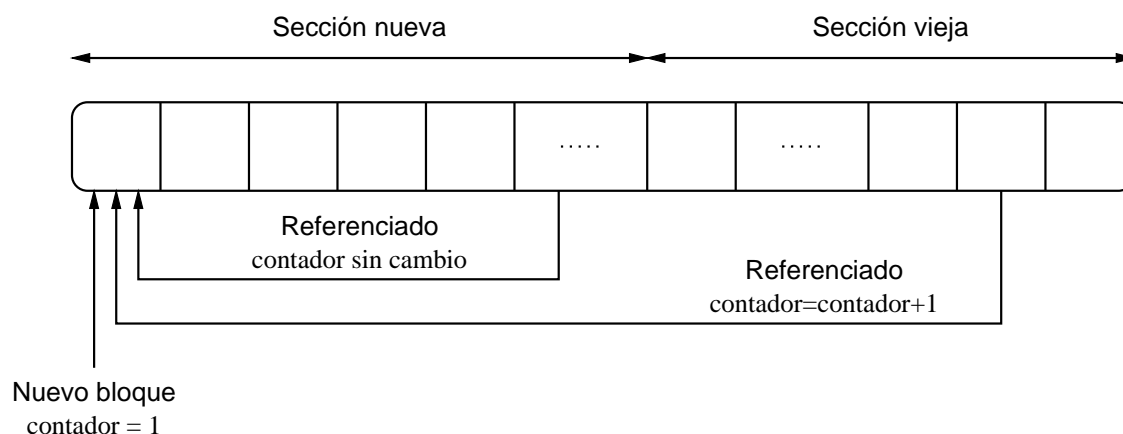 Sección nueva
Sección vieja
.....
.....
Referenciado
contador sin cambio
Referenciado
contador=contador+1
Nuevo bloque
contador = 1